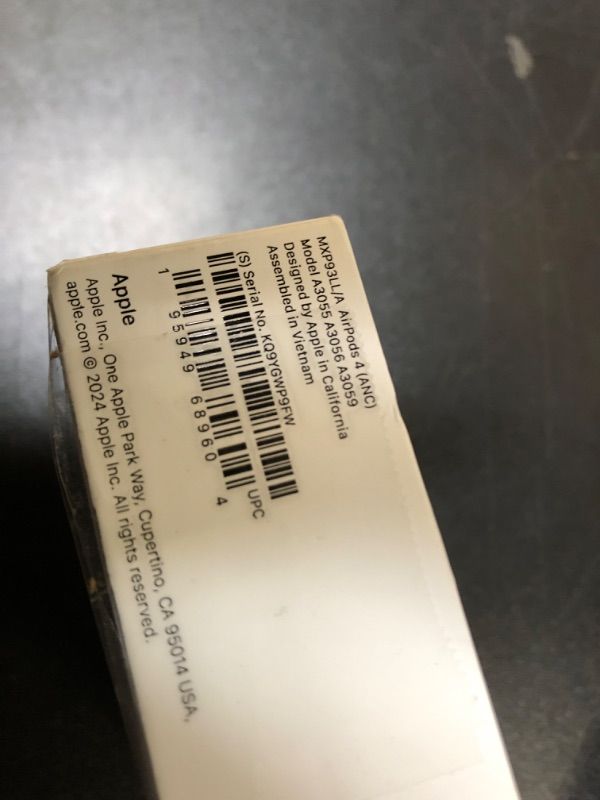 MXP93LL/A AirPods 4 (ANC)
Model A3055 A3056 A3059
Designed by Apple in California
Assembled in Vietnam
(S) Serial No. KQ9YGWP9FW
UPC
1 95949 68960 4
Apple
Apple Inc., One Apple Park Way, Cupertino, CA 95014 USA,
apple.com © 2024 Apple Inc. All rights reserved.